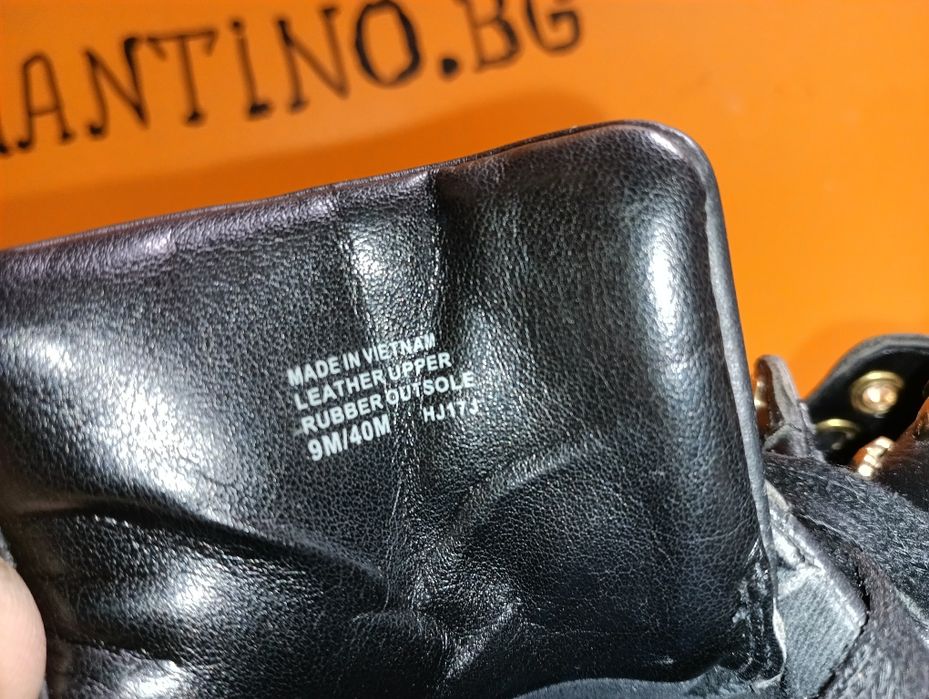 ANTINO.BG
MADE IN VIETNAM
LEATHER UPPER
RUBBER OUTSOLE
9M/40M HJ17J